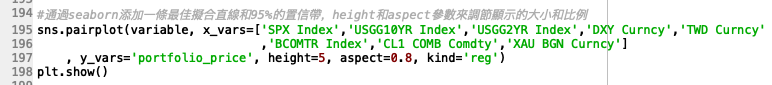 194 #通過seaborn添加一條最佳擬合直線和95%的置信帶, height和aspect參數來調節顯示的大小和比例
195 sns.pairplot(variable, x_vars=['SPX Index','USGG10YR Index','USGG2YR Index','DXY Curncy','TWD Curncy'
196 ,'BCOMTR Index','CL1 COMB Comdty','XAU BGN Curncy']
197 , y_vars='portfolio_price', height=5, aspect=0.8, kind='reg')
198 plt.show()